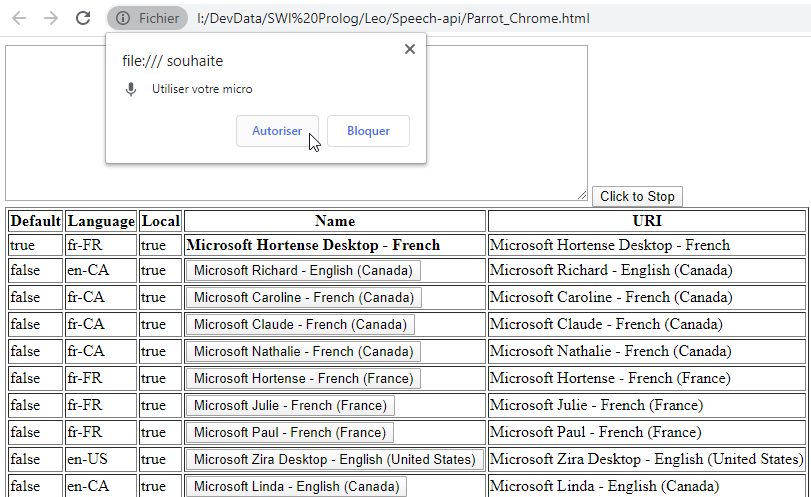 Fichier I:/DevData/SWI%20Prolog/Leo/Speech-api/Parrot_Chrome.html
file:/// souhaite
Utiliser votre micro
Autoriser Bloquer
Click to Stop
Default Language Local Name URI
true fr-FR true Microsoft Hortense Desktop - French Microsoft Hortense Desktop - French
false en-CA true Microsoft Richard - English (Canada) Microsoft Richard - English (Canada)
false fr-CA true Microsoft Caroline - French (Canada) Microsoft Caroline - French (Canada)
false fr-CA true Microsoft Claude - French (Canada) Microsoft Claude - French (Canada)
false fr-CA true Microsoft Nathalie - French (Canada) Microsoft Nathalie - French (Canada)
false fr-FR true Microsoft Hortense - French (France) Microsoft Hortense - French (France)
false fr-FR true Microsoft Julie - French (France) Microsoft Julie - French (France)
false fr-FR true Microsoft Paul - French (France) Microsoft Paul - French (France)
false en-US true Microsoft Zira Desktop - English (United States) Microsoft Zira Desktop - English (United States)
false en-CA true Microsoft Linda - English (Canada) Microsoft Linda - English (Canada)